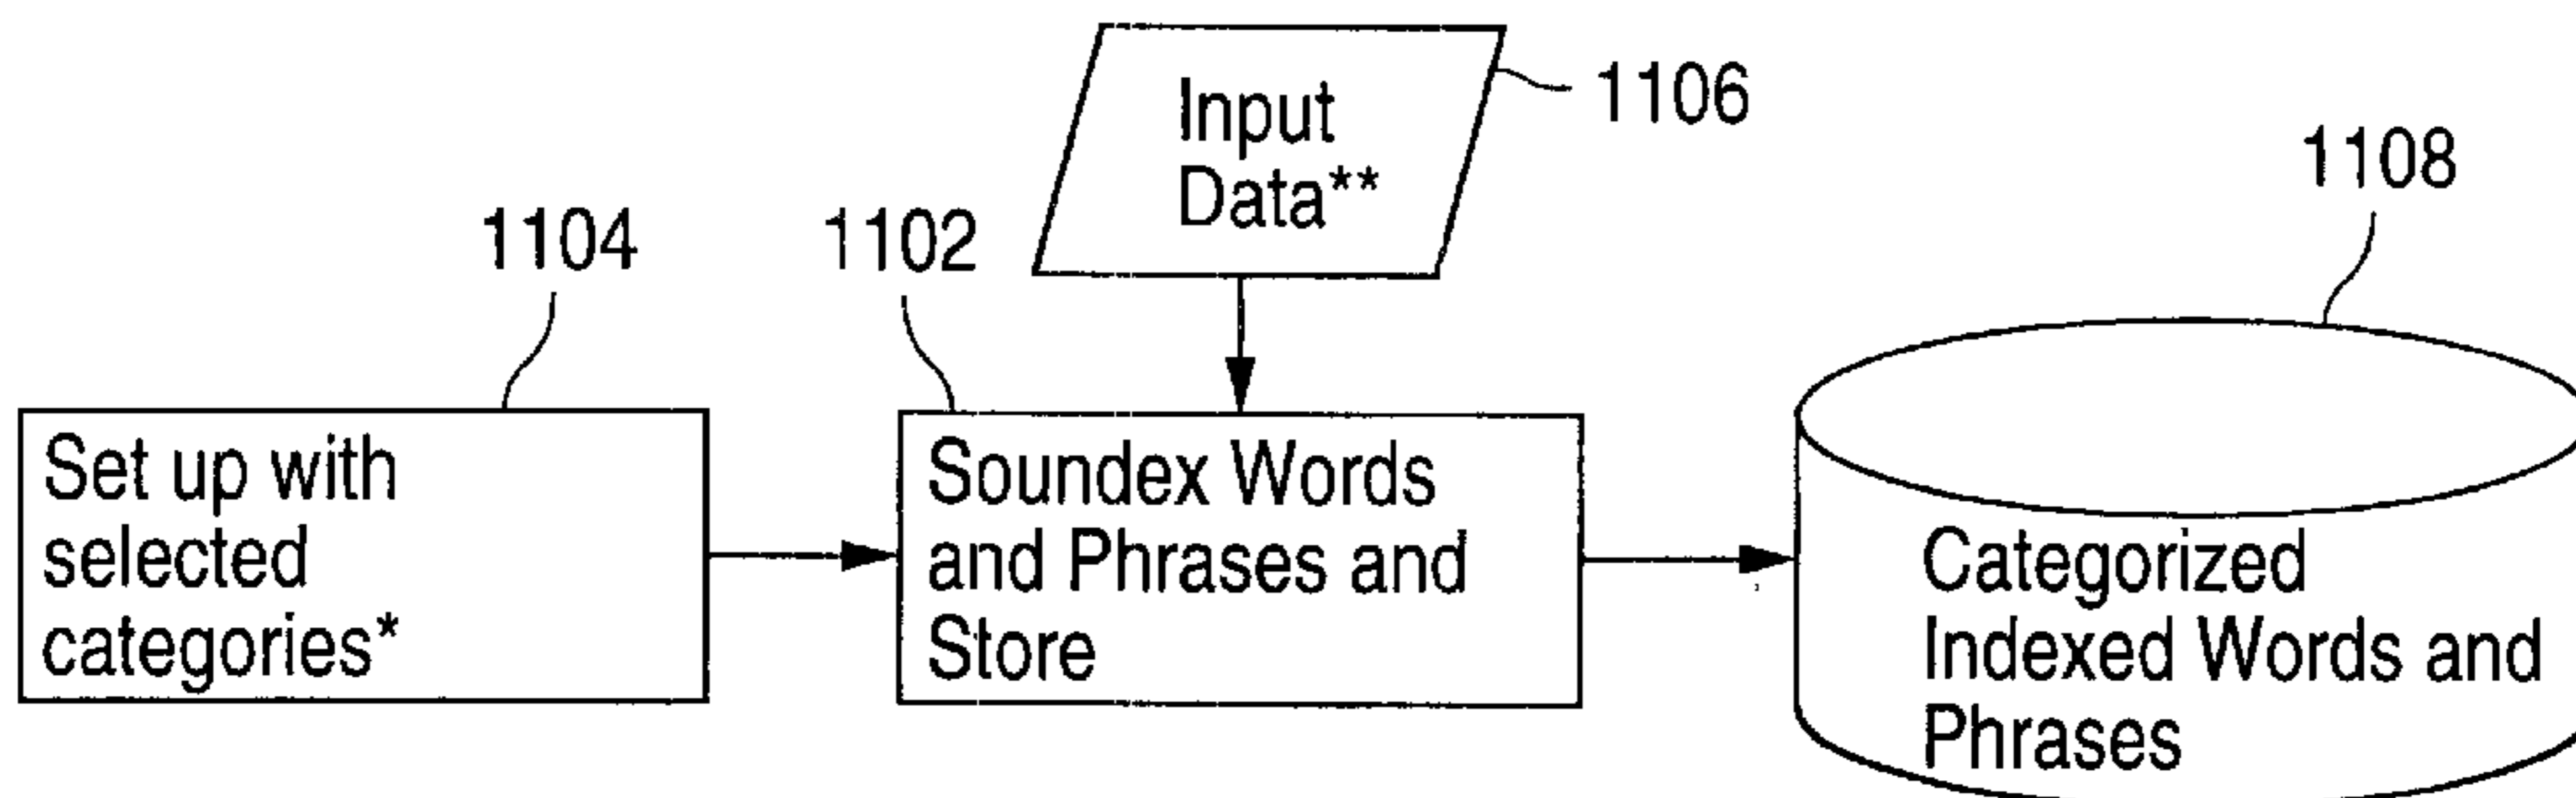 Input
Data**
1106
1108
1104
1102
Set up with
selected
categories*
Soundex Words
and Phrases and
Store
Categorized
Indexed Words and
Phrases